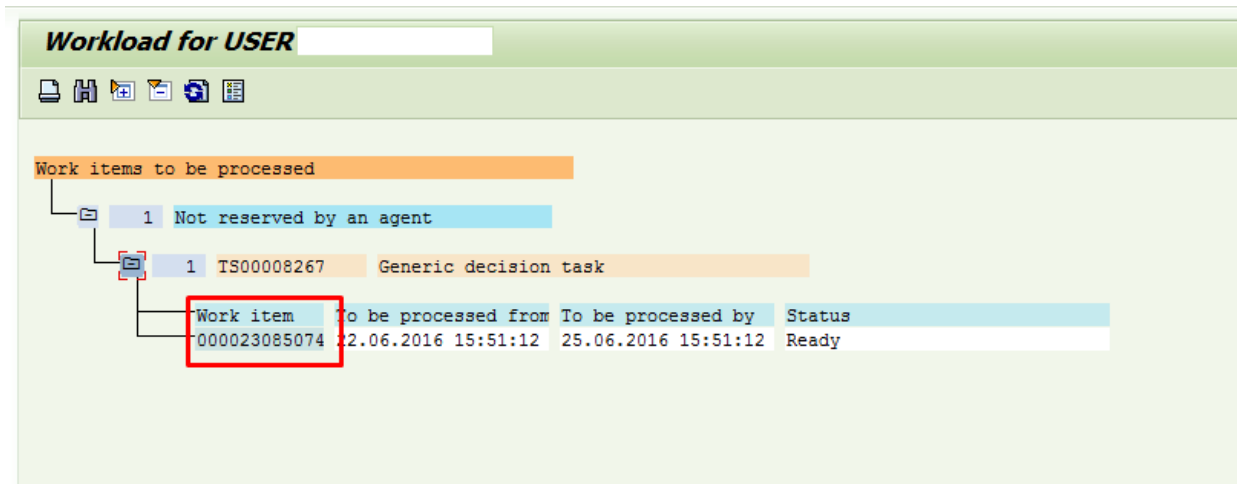 Workload for USER
Work items to be processed
1 Not reserved by an agent
1 TS00008267 Generic decision task
Work item To be processed from To be processed by Status
000023085074 22.06.2016 15:51:12 25.06.2016 15:51:12 Ready